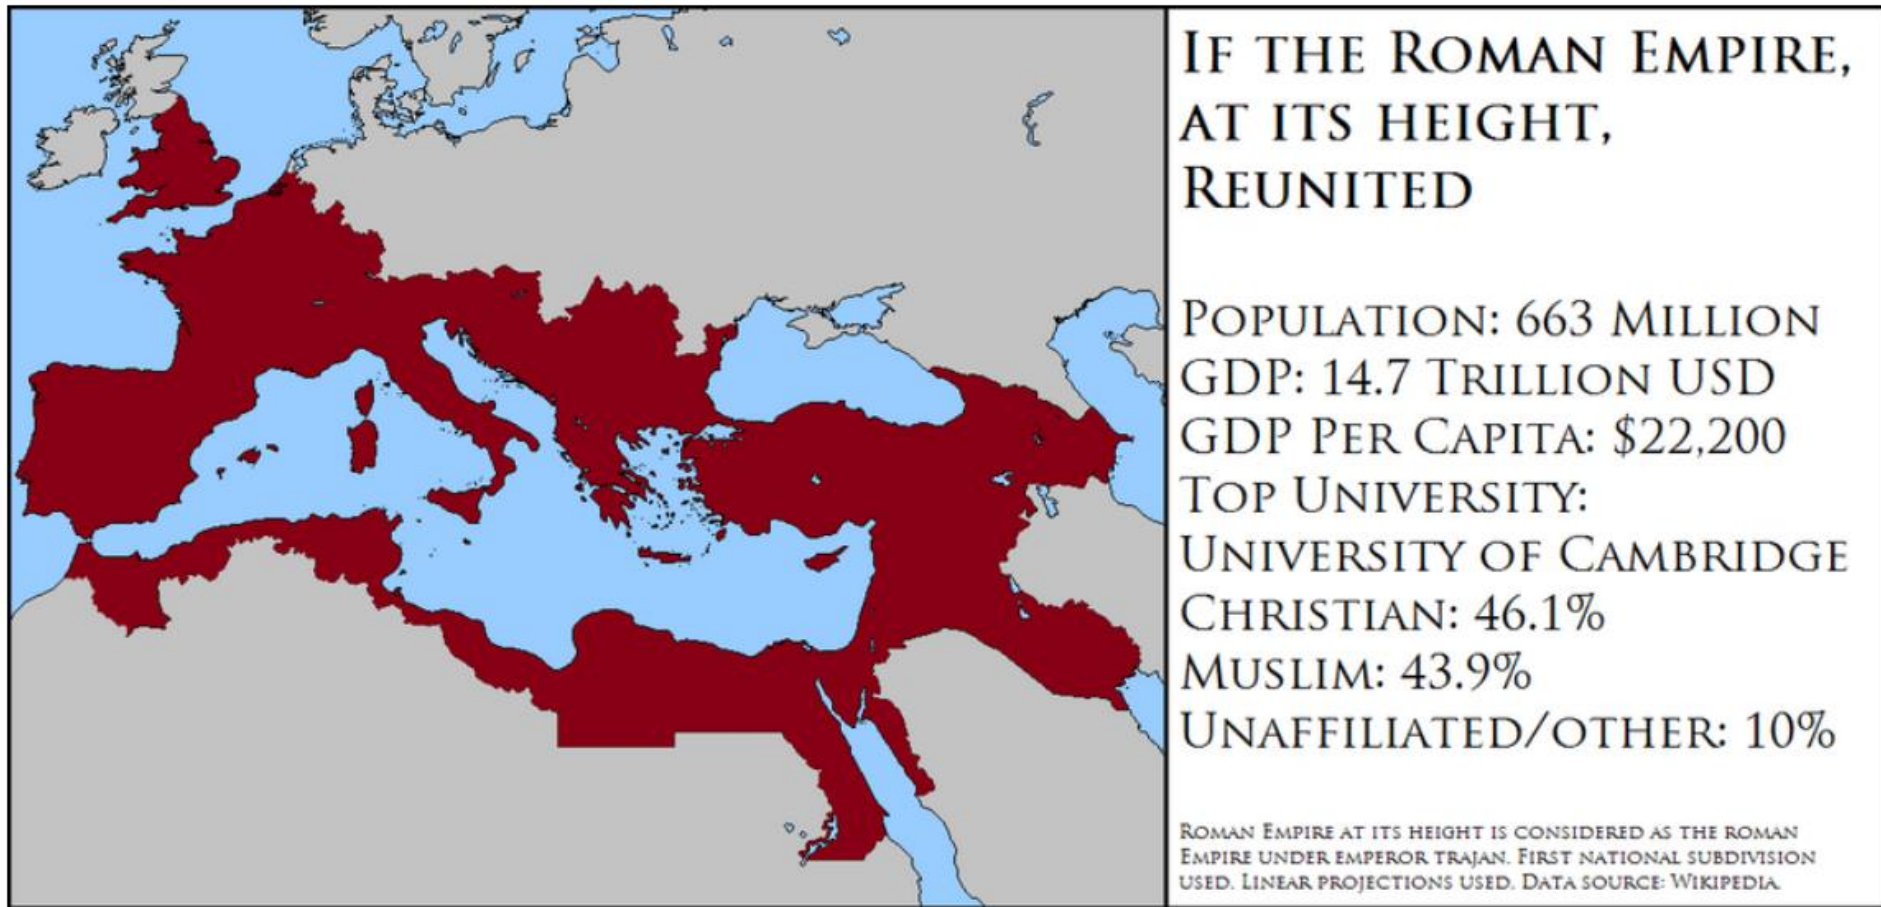 IF THE ROMAN EMPIRE,
AT ITS HEIGHT,
REUNITED
POPULATION: 663 MILLION
GDP: 14.7 TRILLION USD
GDP PER CAPITA: $22,200
TOP UNIVERSITY:
UNIVERSITY OF CAMBRIDGE
CHRISTIAN: 46.1%
MUSLIM: 43.9%
UNAFFILIATED/OTHER: 10%
ROMAN EMPIRE AT ITS HEIGHT IS CONSIDERED AS THE ROMAN
EMPIRE UNDER EMPEROR TRAJAN. FIRST NATIONAL SUBDIVISION
USED. LINEAR PROJECTIONS USED. DATA SOURCE: WIKIPEDIA.